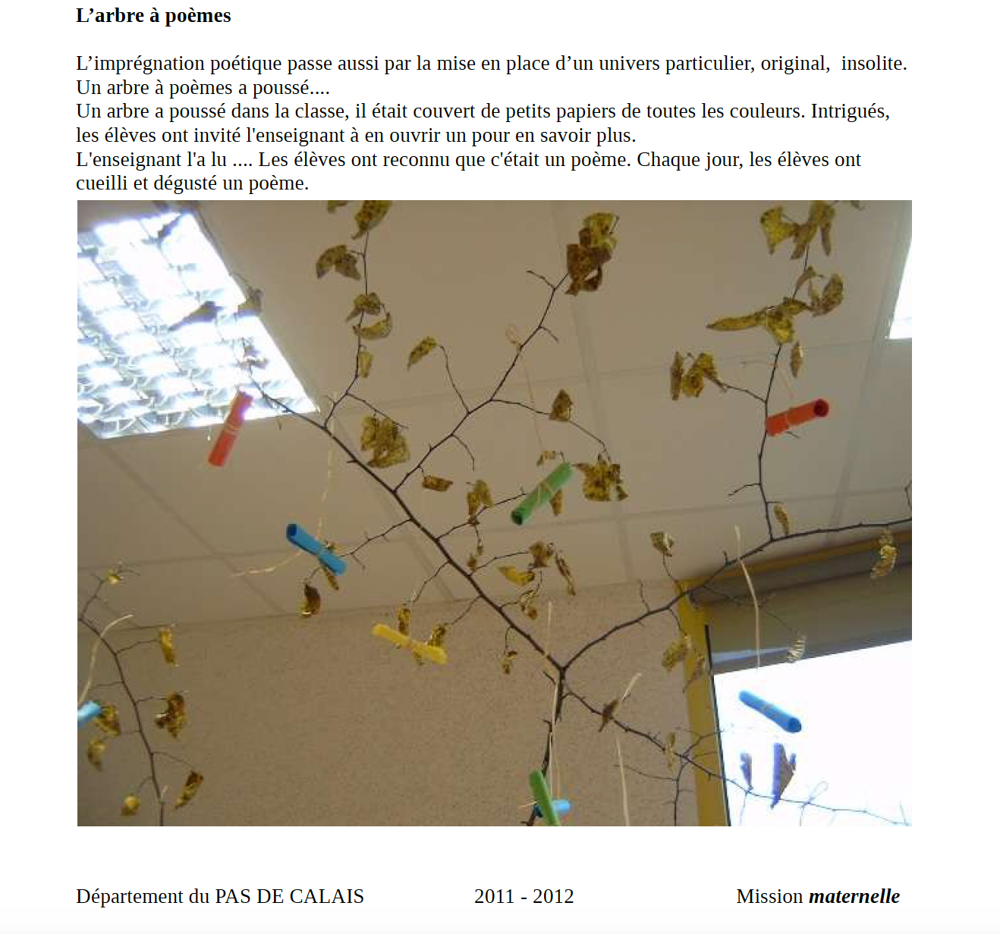 L’arbre à poèmes
L’imprégnation poétique passe aussi par la mise en place d’un univers particulier, original,  insolite.
Un arbre à poèmes a poussé....
Un arbre a poussé dans la classe, il était couvert de petits papiers de toutes les couleurs. Intrigués,
les élèves ont invité l'enseignant à en ouvrir un pour en savoir plus.
L'enseignant l'a lu .... Les élèves ont reconnu que c'était un poème. Chaque jour, les élèves ont
cueilli et dégusté un poème.
Département du PAS DE CALAIS 2011 - 2012 Mission maternelle